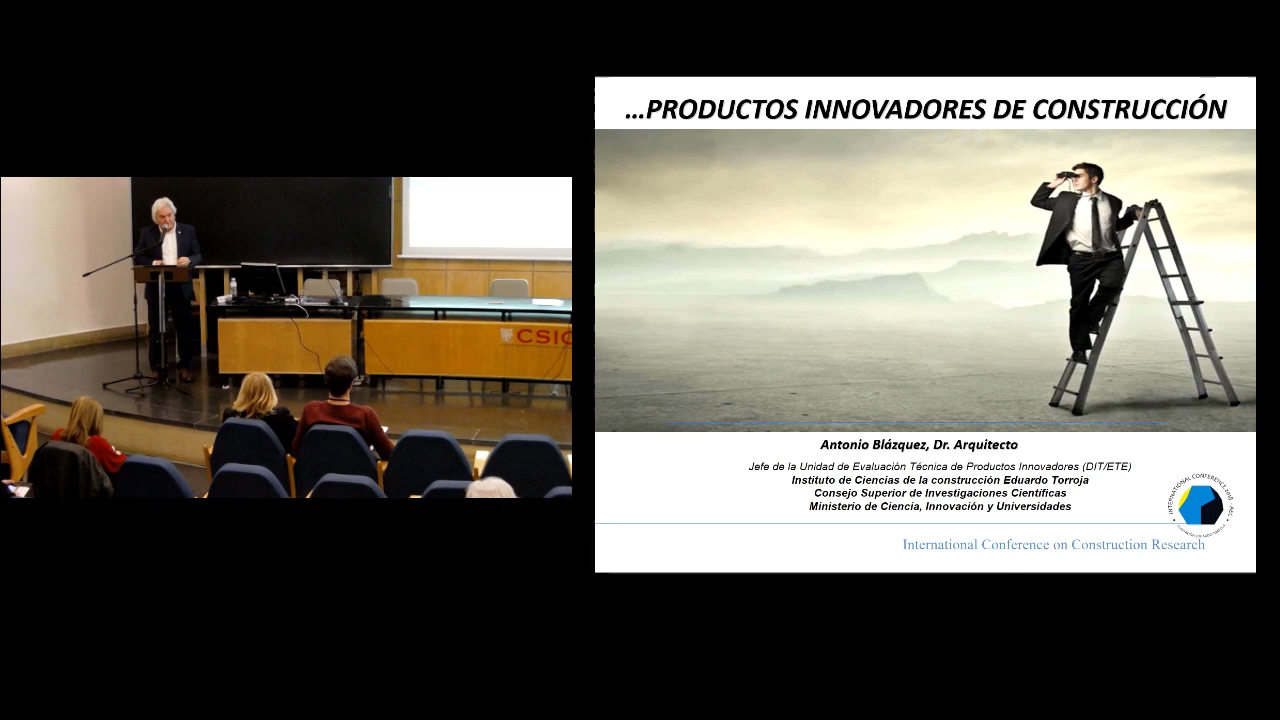 ...PRODUCTOS INNOVADORES DE CONSTRUCCIÓN
CSIC
Antonio Blázquez, Dr. Arquitecto
Jefe de la Unidad de Evaluación Técnica de Productos Innovadores (DIT/ETE)
Instituto de Ciencias de la construcción Eduardo Torroja
Consejo Superior de Investigaciones Científicas
Ministerio de Ciencia, Innovación y Universidades
INTERNATIONAL CONFERENCE
International Conference on Construction Research